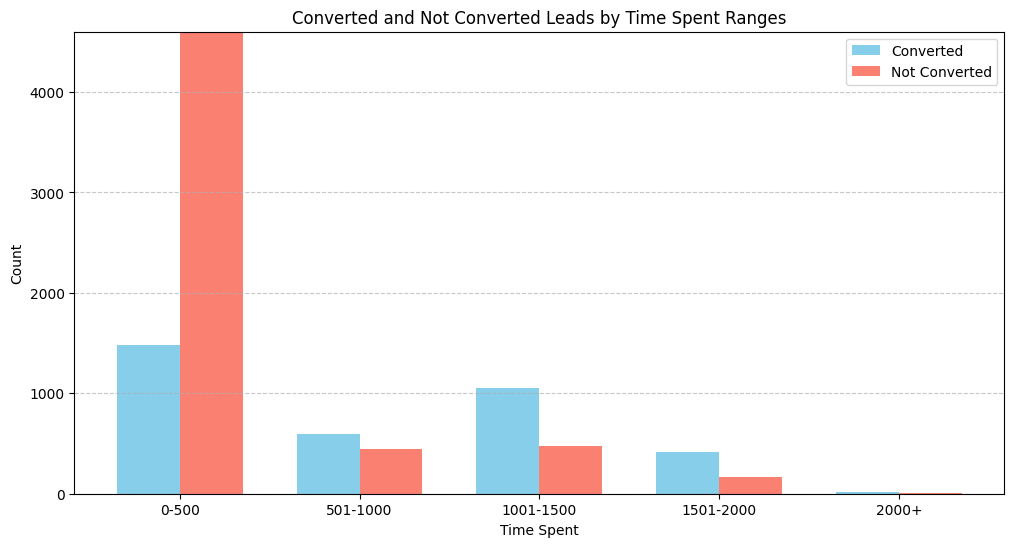 Converted and Not Converted Leads by Time Spent Ranges
Converted
Not Converted
Count
4000
3000
2000
1000
0
0-500
501-1000
1001-1500
1501-2000
2000+
Time Spent